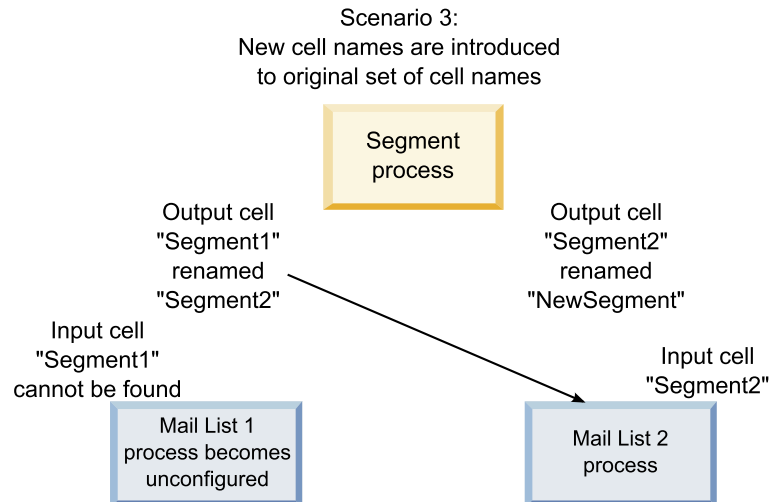 Scenario 3:
New cell names are introduced
to original set of cell names
Segment
process
Output cell
"Segment1"
renamed
"Segment2"
Output cell
"Segment2"
renamed
"NewSegment"
Input cell
"Segment1"
cannot be found
Input cell
"Segment2"
Mail List 1
process becomes
unconfigured
Mail List 2
process